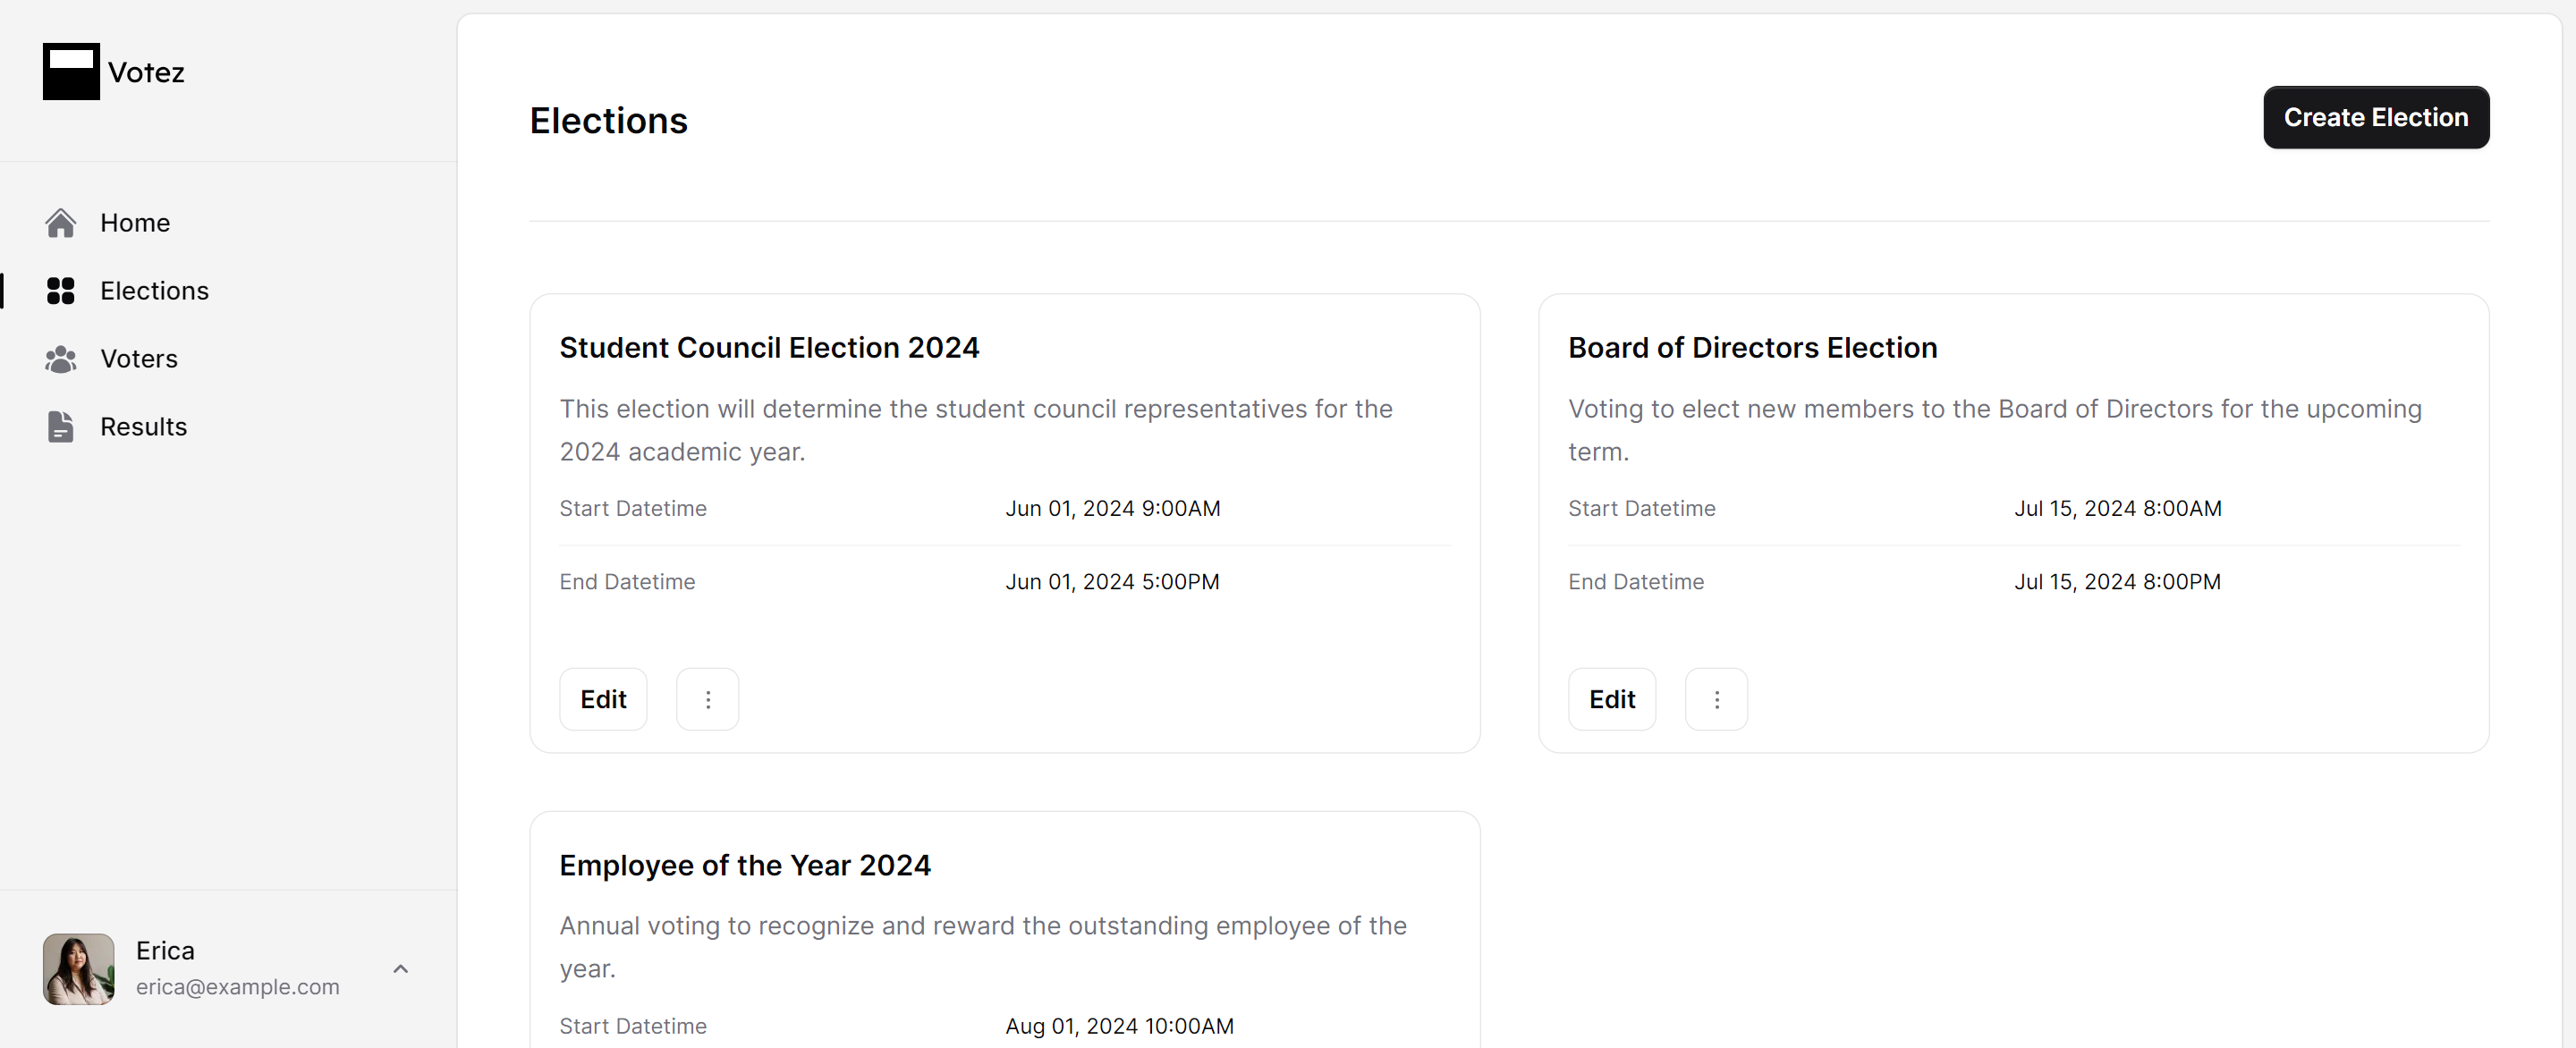 Votez
Home
Elections
Voters
Results
Erica
erica@example.com
Elections
Create Election
Student Council Election 2024
This election will determine the student council representatives for the
2024 academic year.
Start Datetime
Jun 01, 2024 9:00AM
End Datetime
Jun 01, 2024 5:00PM
Edit
Board of Directors Election
Voting to elect new members to the Board of Directors for the upcoming
term.
Start Datetime
Jul 15, 2024 8:00AM
End Datetime
Jul 15, 2024 8:00PM
Edit
Employee of the Year 2024
Annual voting to recognize and reward the outstanding employee of the
year.
Start Datetime
Aug 01, 2024 10:00AM